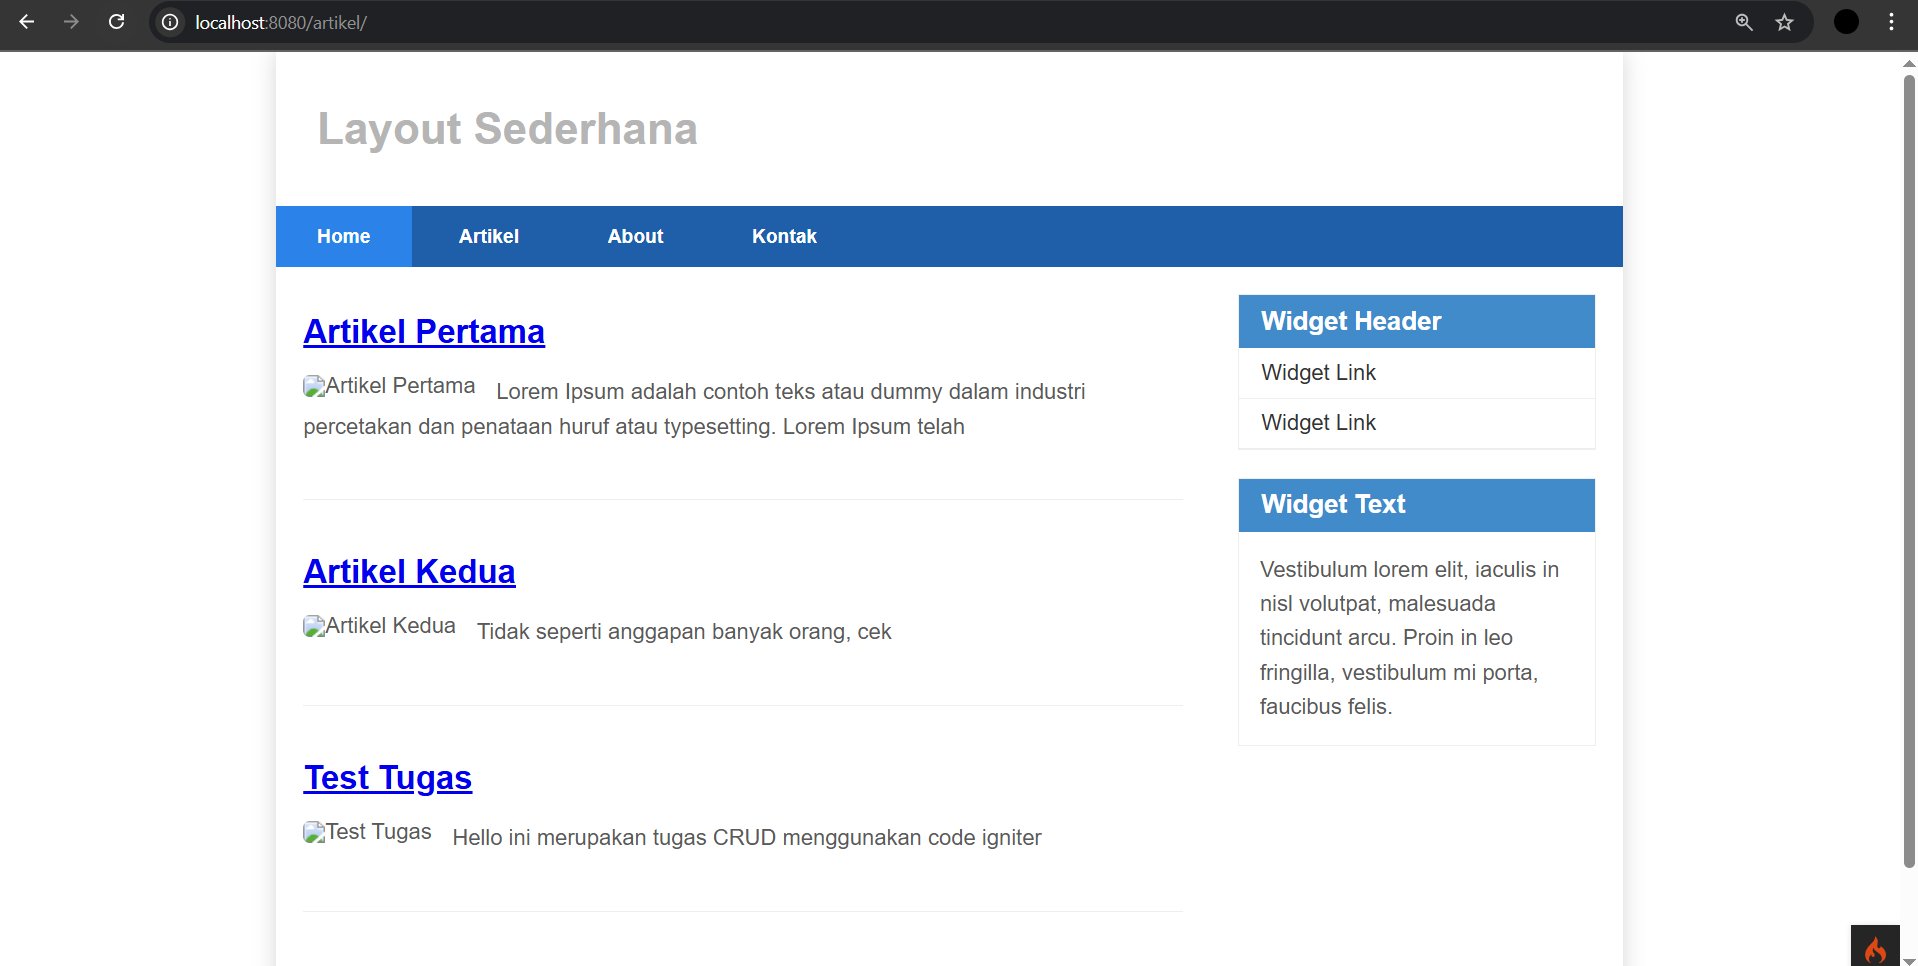 localhost:8080/artikel/
Layout Sederhana
Home
Artikel
About
Kontak
Artikel Pertama
Artikel Pertama
Lorem Ipsum adalah contoh teks atau dummy dalam industri
percetakan dan penataan huruf atau typesetting. Lorem Ipsum telah
Artikel Kedua
Artikel Kedua
Tidak seperti anggapan banyak orang, cek
Test Tugas
Test Tugas
Hello ini merupakan tugas CRUD menggunakan code igniter
Widget Header
Widget Link
Widget Link
Widget Text
Vestibulum lorem elit, iaculis in
nisl volutpat, malesuada
tincidunt arcu. Proin in leo
fringilla, vestibulum mi porta,
faucibus felis.